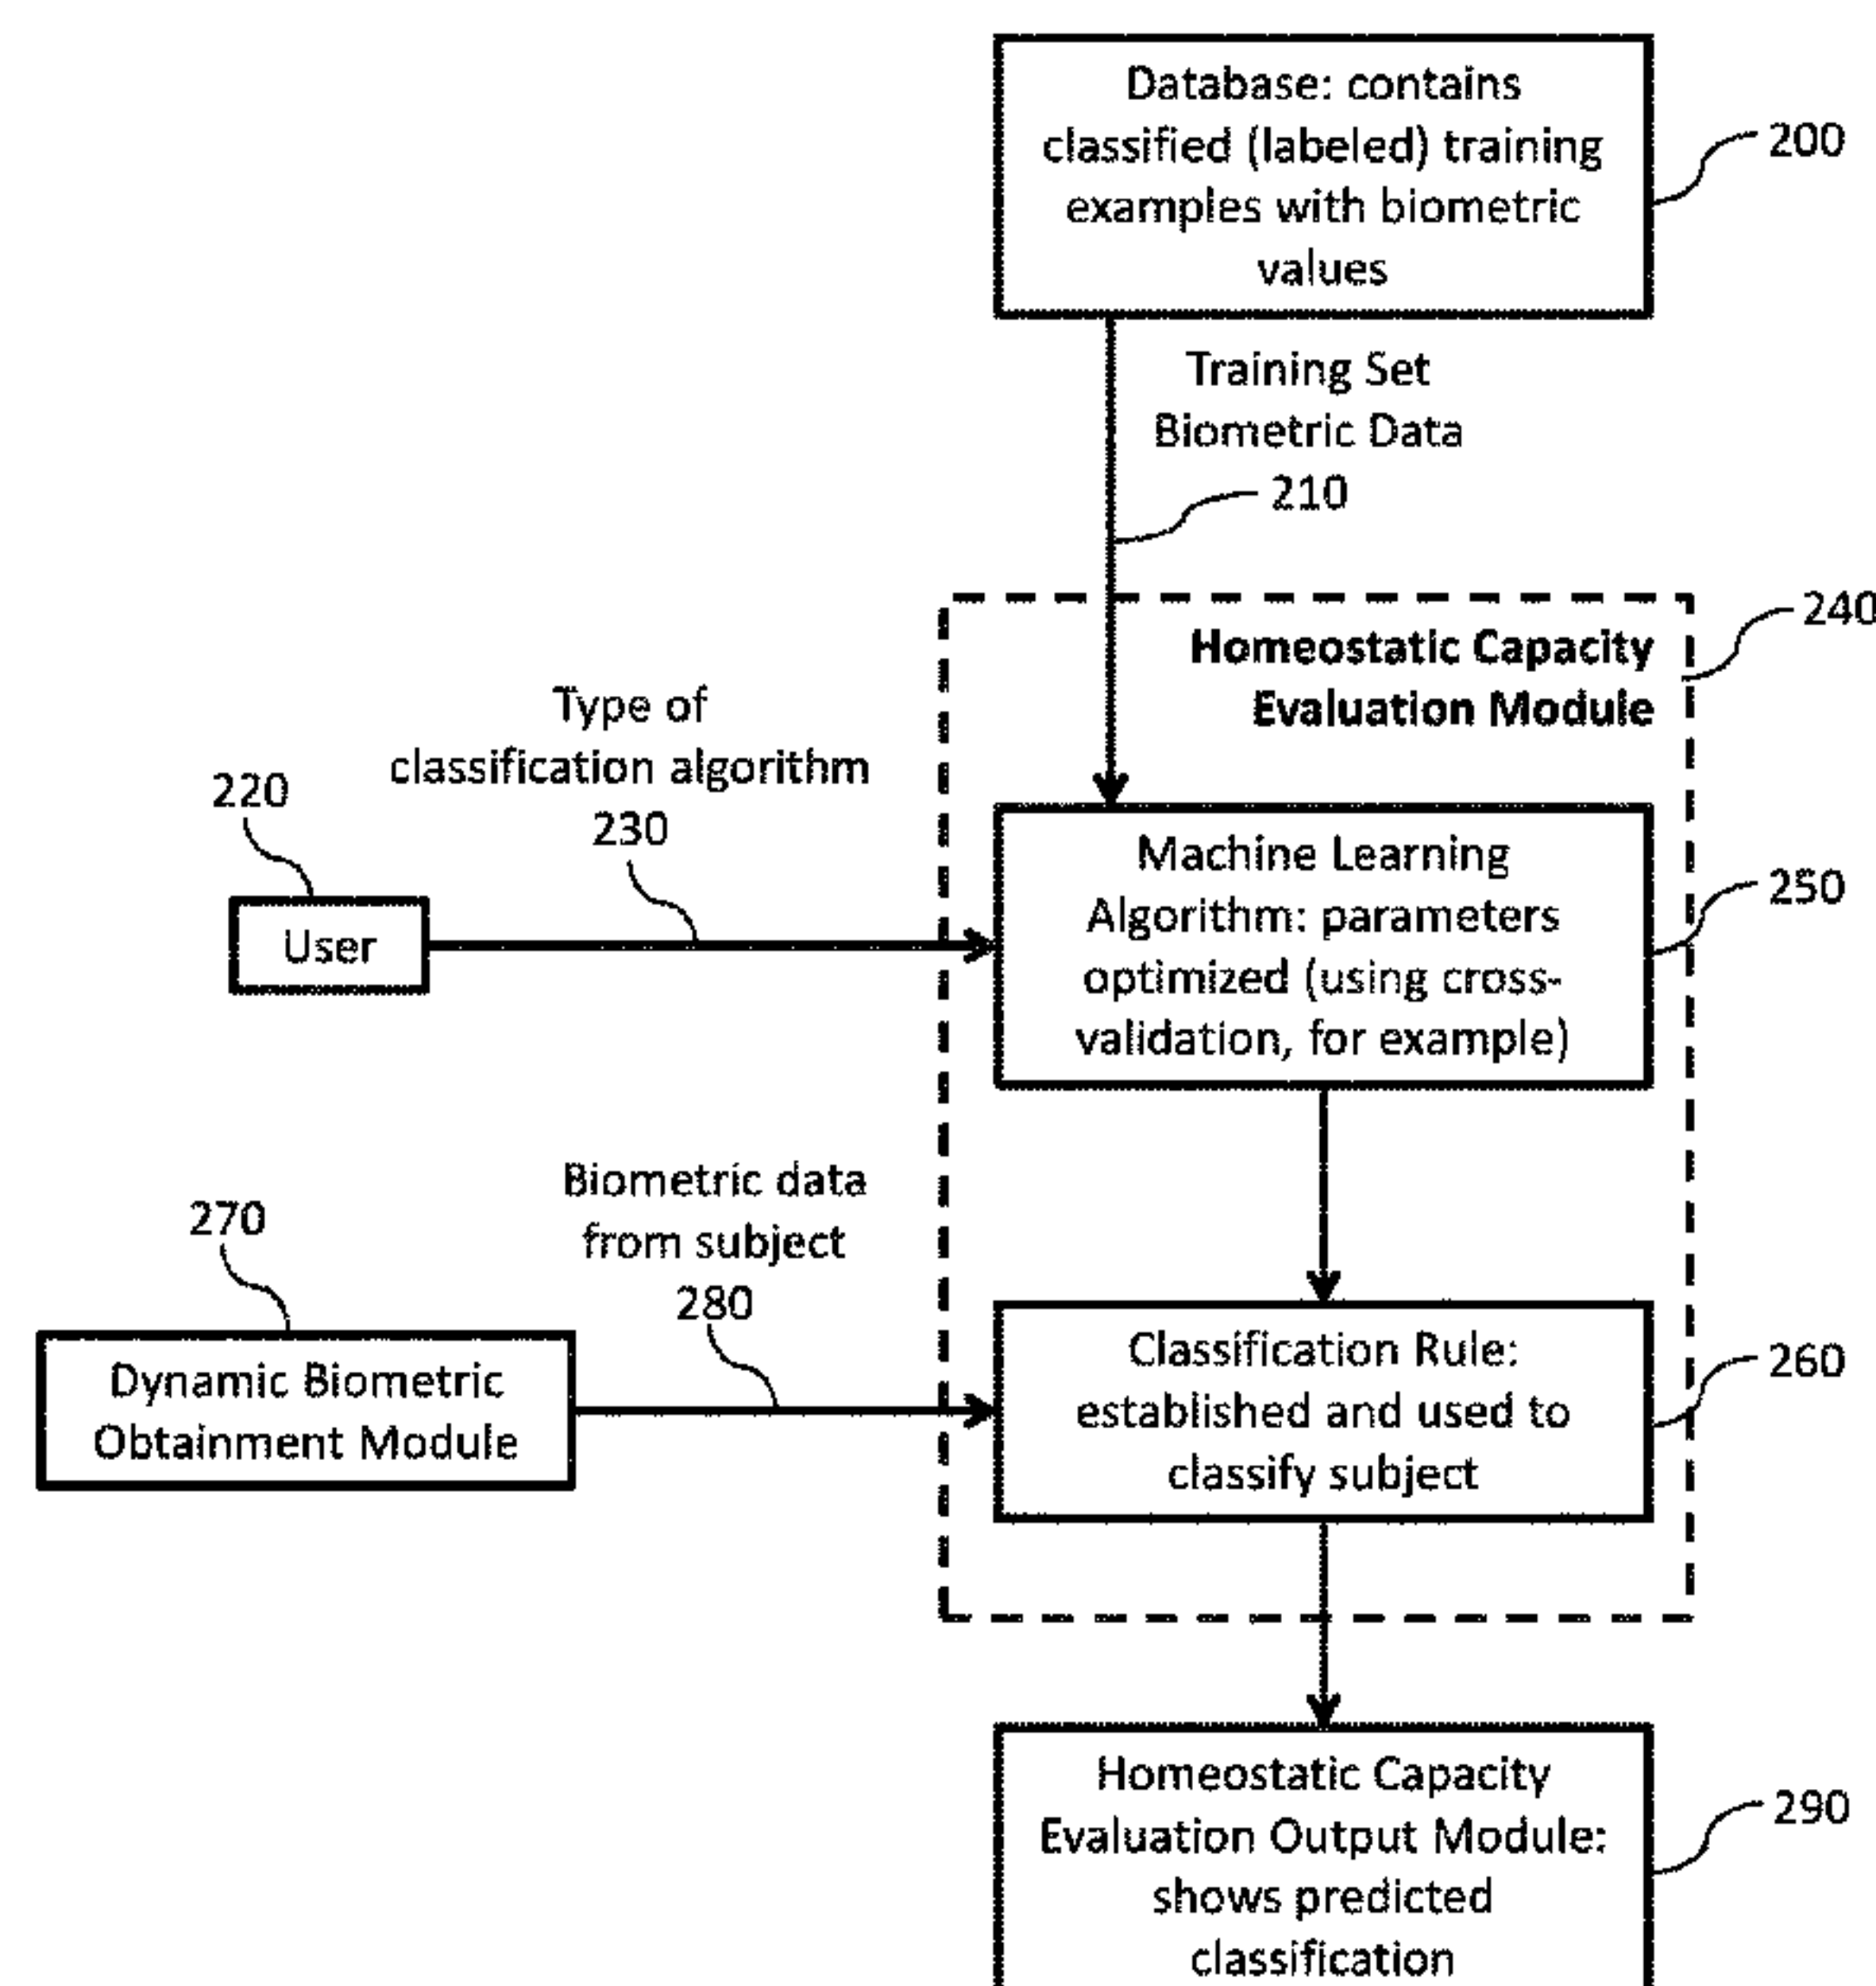 Database: contains
classified (labeled) training
examples with biometric
values
200
Training Set
Biometric Data
210
240
Homeostatic Capacity
Evaluation Module
Type of
classification algorithm
230
220
User
Machine Learning
Algorithm: parameters
optimized (using cross-
validation, for example)
250
Biometric data
from subject
280
270
Dynamic Biometric
Obtainment Module
Classification Rule:
established and used to
classify subject
260
Homeostatic Capacity
Evaluation Output Module:
shows predicted
classification
290